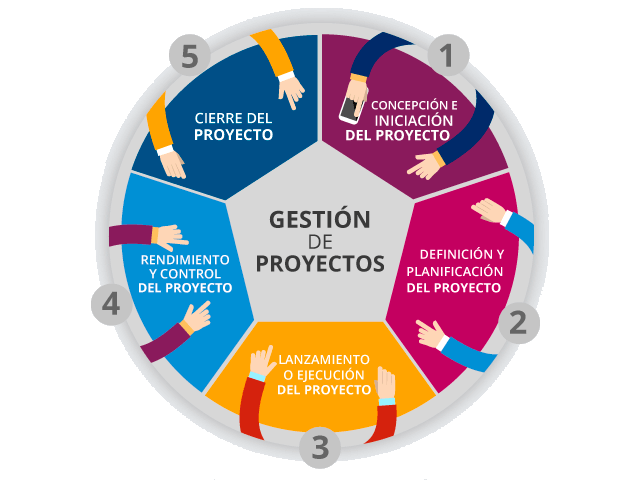 GESTIÓN
DE
PROYECTOS
1
CONCEPCIÓN E
INICIACIÓN
DEL PROYECTO
2
DEFINICIÓN Y
PLANIFICACIÓN
DEL PROYECTO
3
LANZAMIENTO
O EJECUCIÓN
DEL PROYECTO
4
RENDIMIENTO
Y CONTROL
DEL PROYECTO
5
CIERRE DEL
PROYECTO